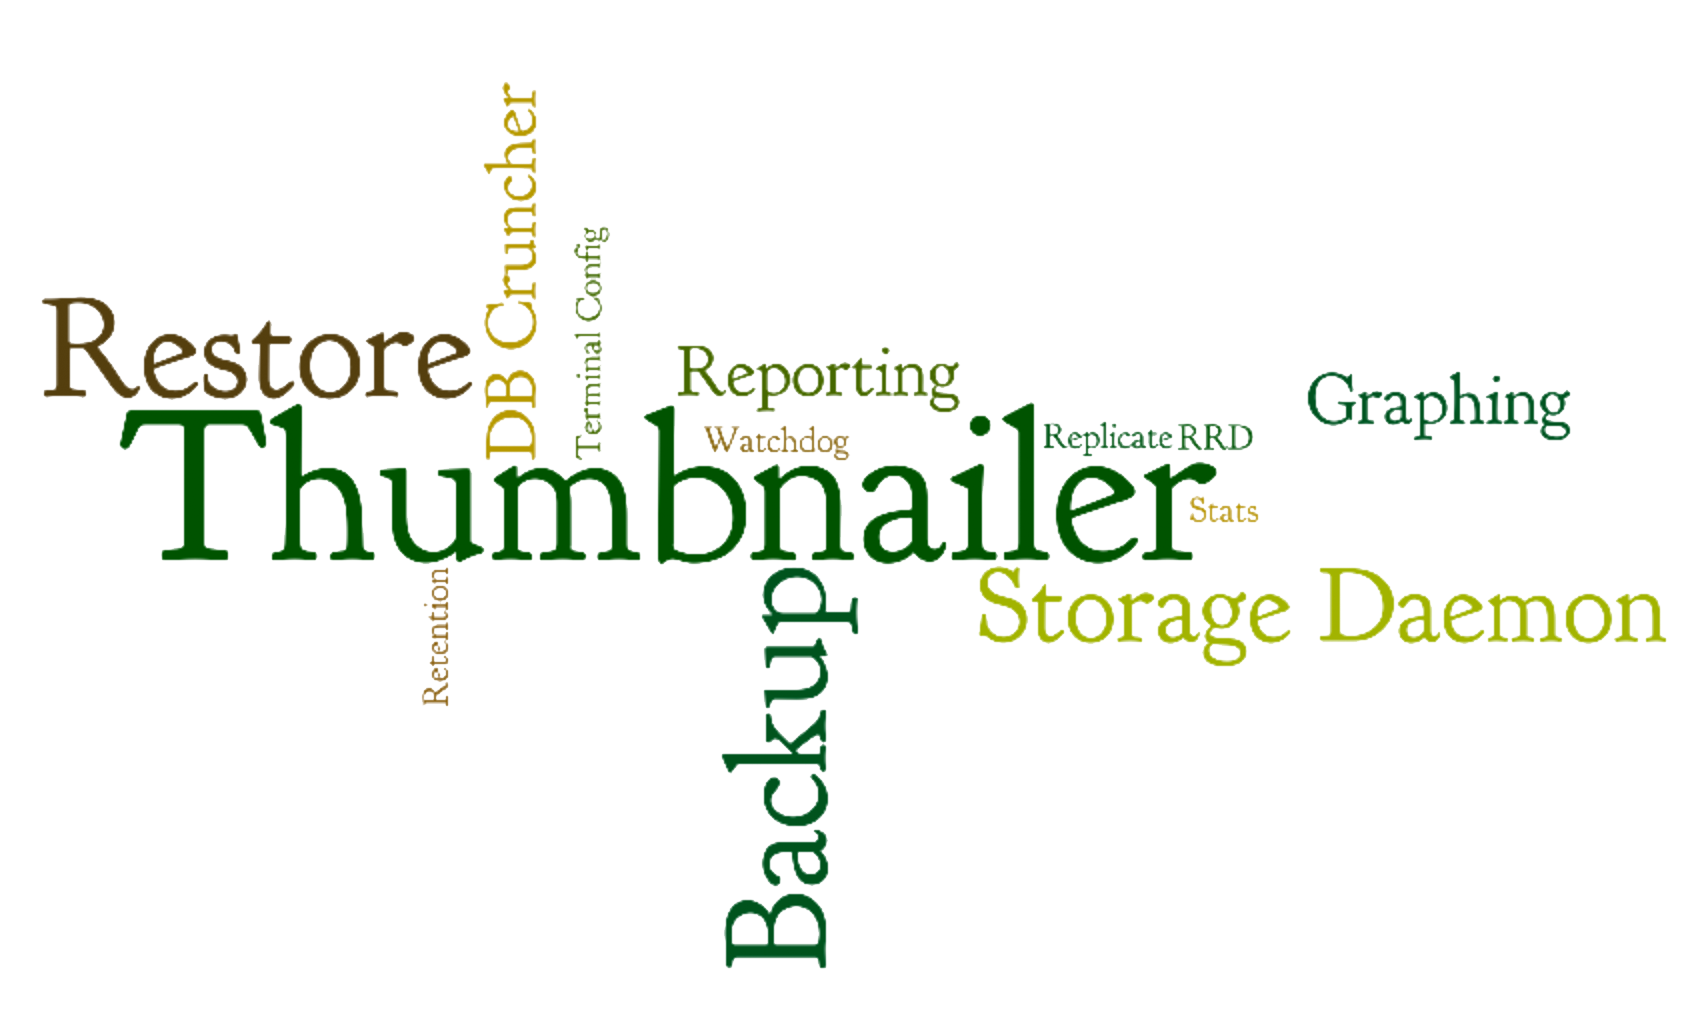 DB Cruncher
Terminal Config
Restore
Reporting
Graphing
Watchdog
Replicate RRD
Thumbnailer
Stats
Retention
Backup
Storage Daemon